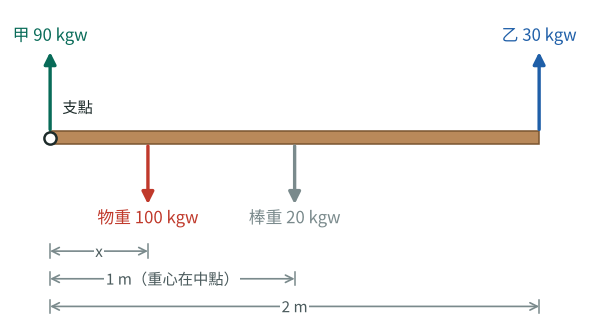 甲 90 kgw
乙 30 kgw
支點
物重 100 kgw
棒重 20 kgw
x
1 m（重心在中點）
2 m